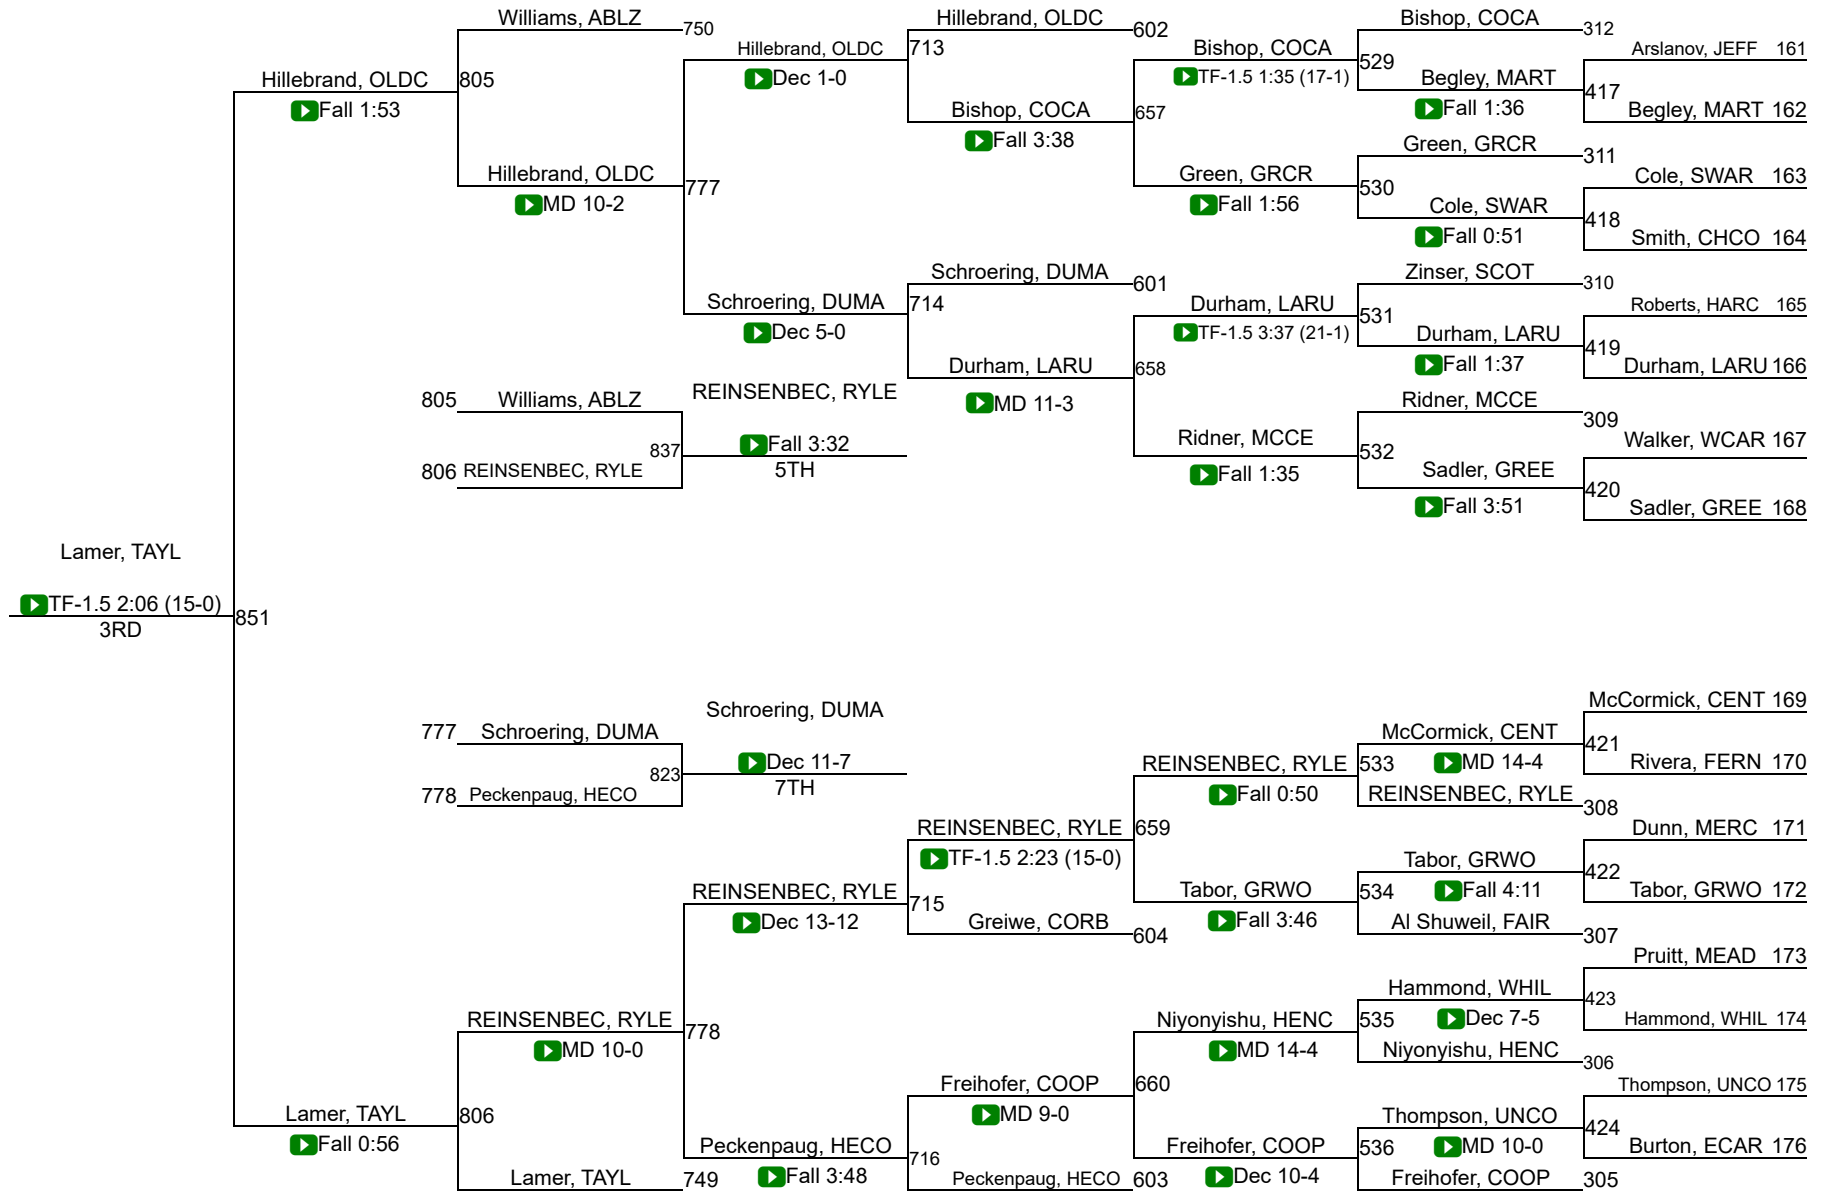 Williams, ABLZ
750
Hillebrand, OLDC
602
Bishop, COCA
312
Hillebrand, OLDC
713
Bishop, COCA
Arslanov, JEFF 161
Hillebrand, OLDC
805
Dec 1-0
TF-1.5 1:35 (17-1)
529
Begley, MART
417
Fall 1:53
Bishop, COCA
657
Fall 1:36
Begley, MART 162
Fall 3:38
Green, GRCR
311
Hillebrand, OLDC
777
Green, GRCR
530
Cole, SWAR 163
MD 10-2
Fall 1:56
Cole, SWAR
418
Fall 0:51
Smith, CHCO 164
Schroering, DUMA
601
Zinser, SCOT
310
Schroering, DUMA
714
Durham, LARU
531
Roberts, HARC 165
Dec 5-0
TF-1.5 3:37 (21-1)
Durham, LARU
419
Durham, LARU
658
Fall 1:37
Durham, LARU 166
805
Williams, ABLZ
REINSENBEC, RYLE
MD 11-3
Ridner, MCCE
309
837
Fall 3:32
Ridner, MCCE
532
Walker, WCAR 167
806
REINSENBEC, RYLE
5TH
Fall 1:35
Sadler, GREE
420
Fall 3:51
Sadler, GREE 168
Lamer, TAYL
TF-1.5 2:06 (15-0)
851
3RD
Schroering, DUMA
McCormick, CENT 169
777
Schroering, DUMA
McCormick, CENT
421
823
Dec 11-7
REINSENBEC, RYLE
533
MD 14-4
Rivera, FERN 170
778
Peckenpaug, HECO
7TH
Fall 0:50
REINSENBEC, RYLE
308
REINSENBEC, RYLE
659
Dunn, MERC 171
TF-1.5 2:23 (15-0)
Tabor, GRWO
422
REINSENBEC, RYLE
715
Tabor, GRWO
534
Fall 4:11
Tabor, GRWO 172
Dec 13-12
Greiwe, CORB
604
Fall 3:46
Al Shuweil, FAIR
307
Pruitt, MEAD 173
Hammond, WHIL
423
REINSENBEC, RYLE
778
Niyonyishu, HENC
535
Dec 7-5
Hammond, WHIL 174
MD 10-0
MD 14-4
Niyonyishu, HENC
306
Freihofer, COOP
660
Thompson, UNCO 175
Lamer, TAYL
806
MD 9-0
Thompson, UNCO
424
Fall 0:56
Peckenpaug, HECO
716
Freihofer, COOP
536
MD 10-0
Burton, ECAR 176
Lamer, TAYL
749
Fall 3:48
Peckenpaug, HECO
603
Dec 10-4
Freihofer, COOP
305